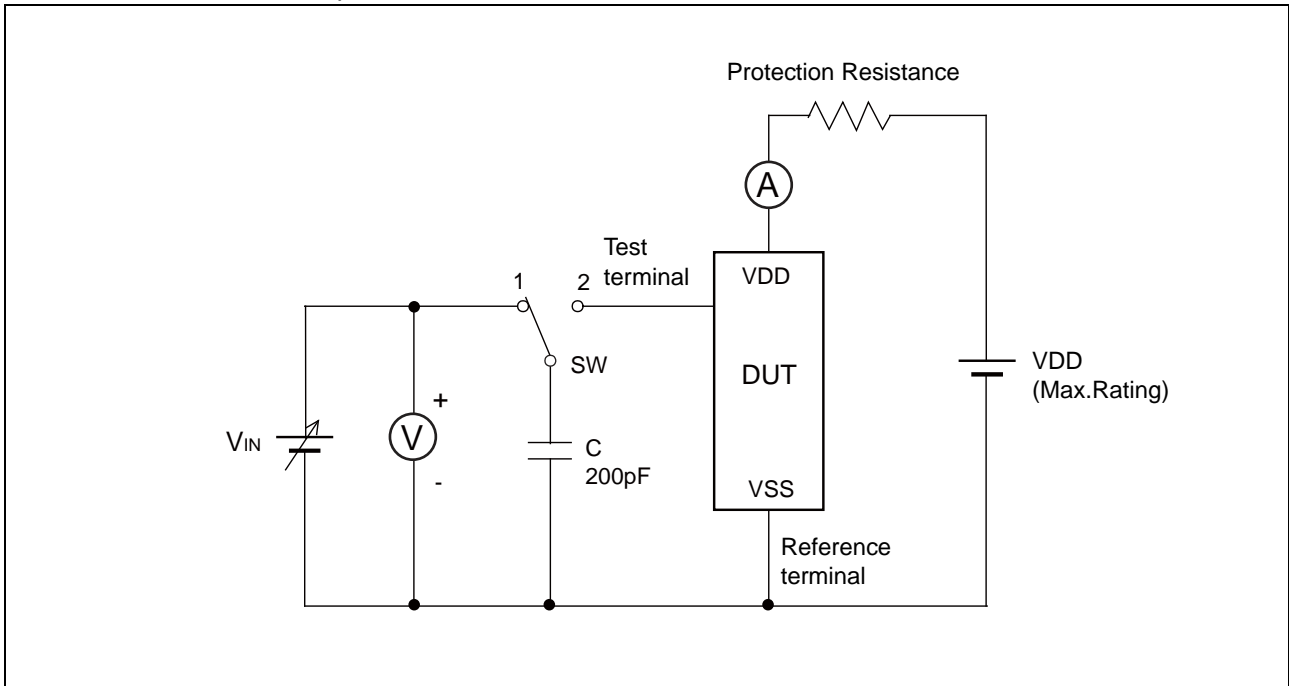 Protection Resistance
A
Test
terminal
VDD
1
2
SW
DUT
VDD
(Max.Rating)
VIN
+
V
-
C
200pF
VSS
Reference
terminal